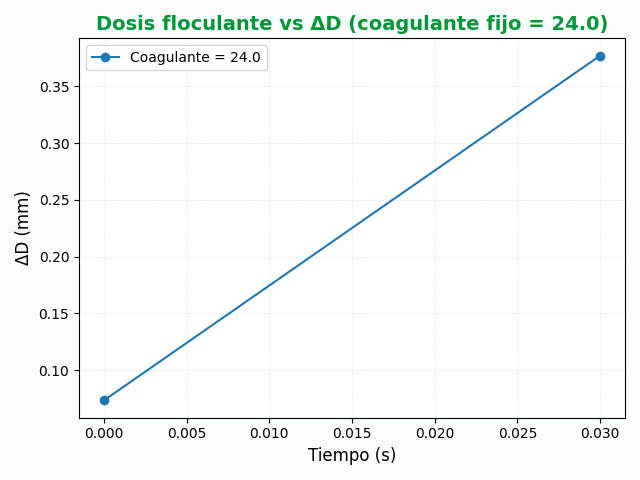 Dosis floculante vs ΔD (coagulante fijo = 24.0)
Coagulante = 24.0
ΔD (mm)
0.35
0.30
0.25
0.20
0.15
0.10
0.000 0.005 0.010 0.015 0.020 0.025 0.030
Tiempo (s)